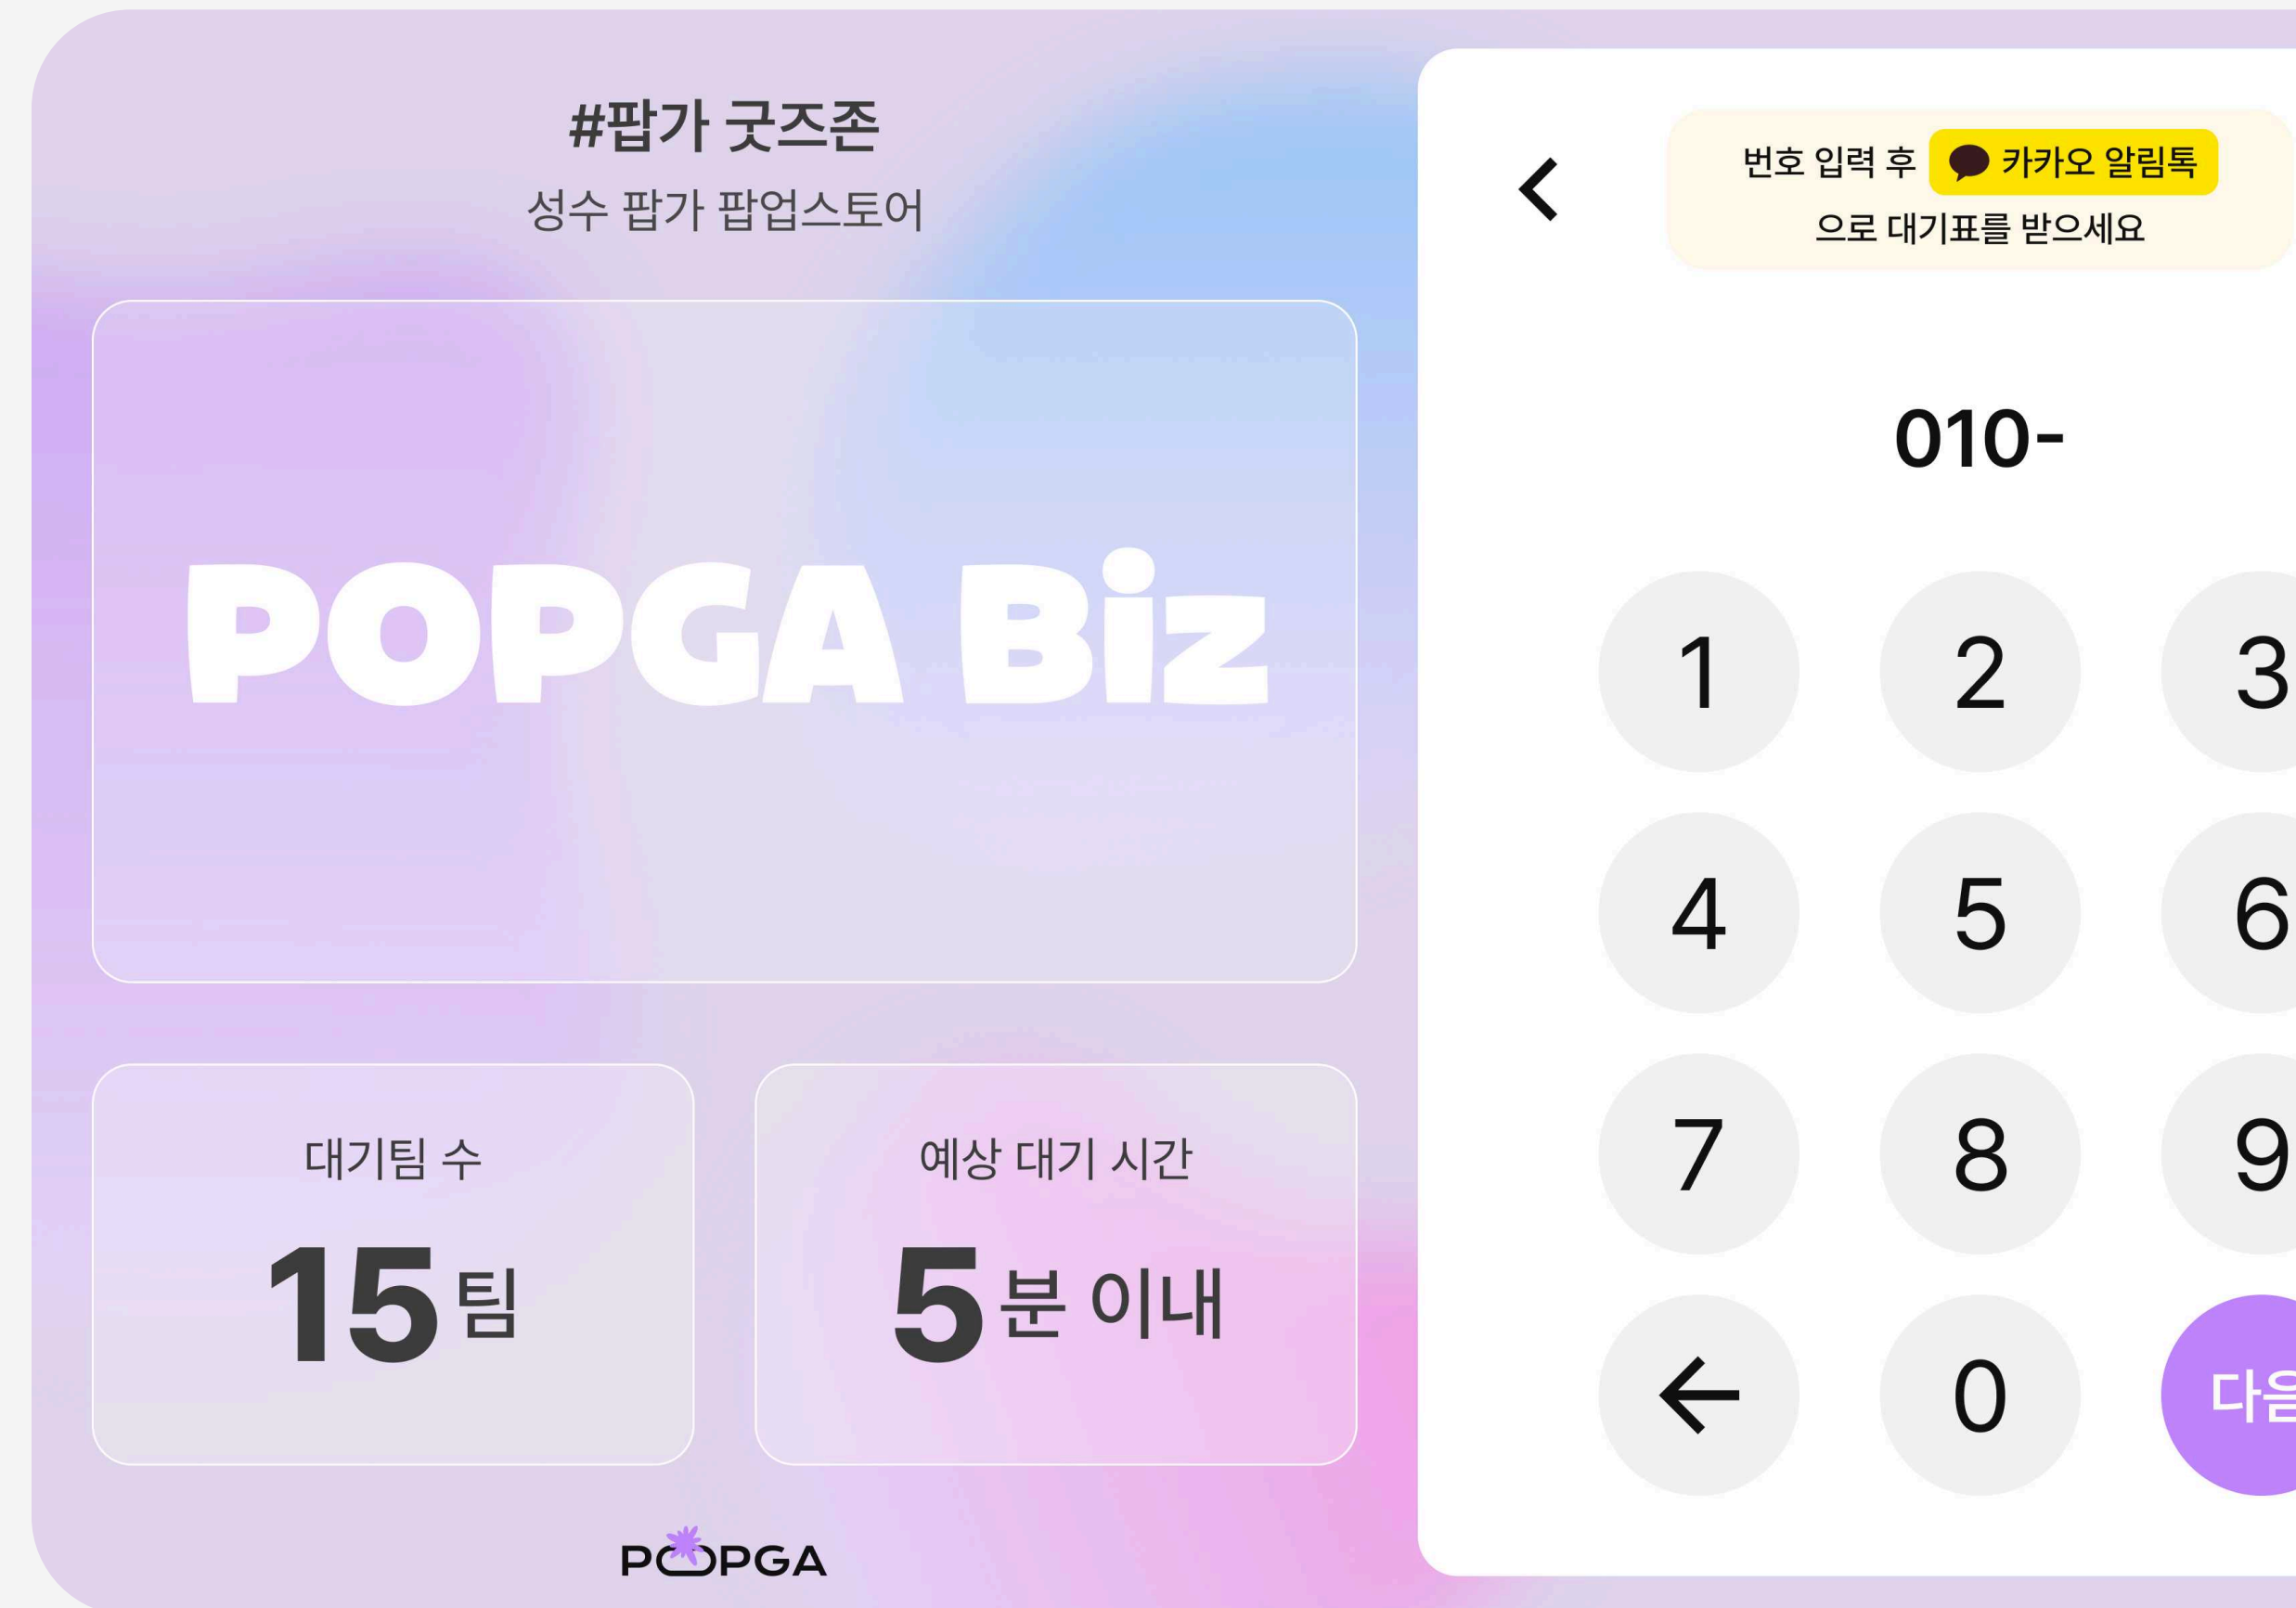 #팝가 굿즈존
성수 팝가 팝업스토어
POPGA Biz
대기팀 수
15 팀
예상 대기 시간
5 분 이내
POPGA
번호 입력 후 카카오 알림톡
으로 대기표를 받으세요
010-
1 2 3
4 5 6
7 8 9
0 다음